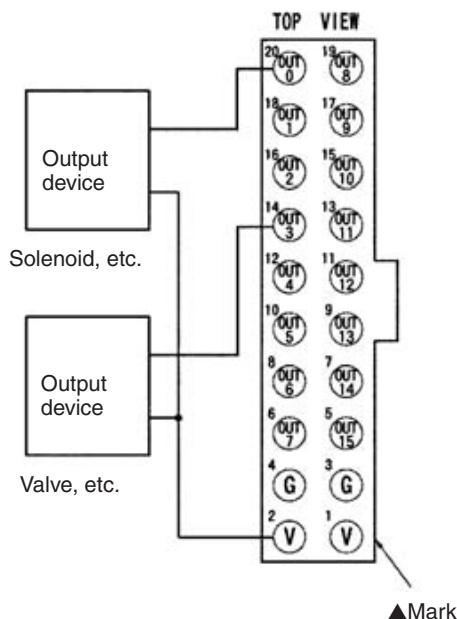 TOP VIEW
20 OUT 0 19 OUT 8
18 OUT 1 17 OUT 9
16 OUT 2 15 OUT 10
14 OUT 3 13 OUT 11
12 OUT 4 11 OUT 12
10 OUT 5 9 OUT 13
8 OUT 6 7 OUT 14
6 OUT 7 5 OUT 15
4 G 3 G
2 V 1 V
Output
device
Solenoid, etc.
Output
device
Valve, etc.
▲Mark